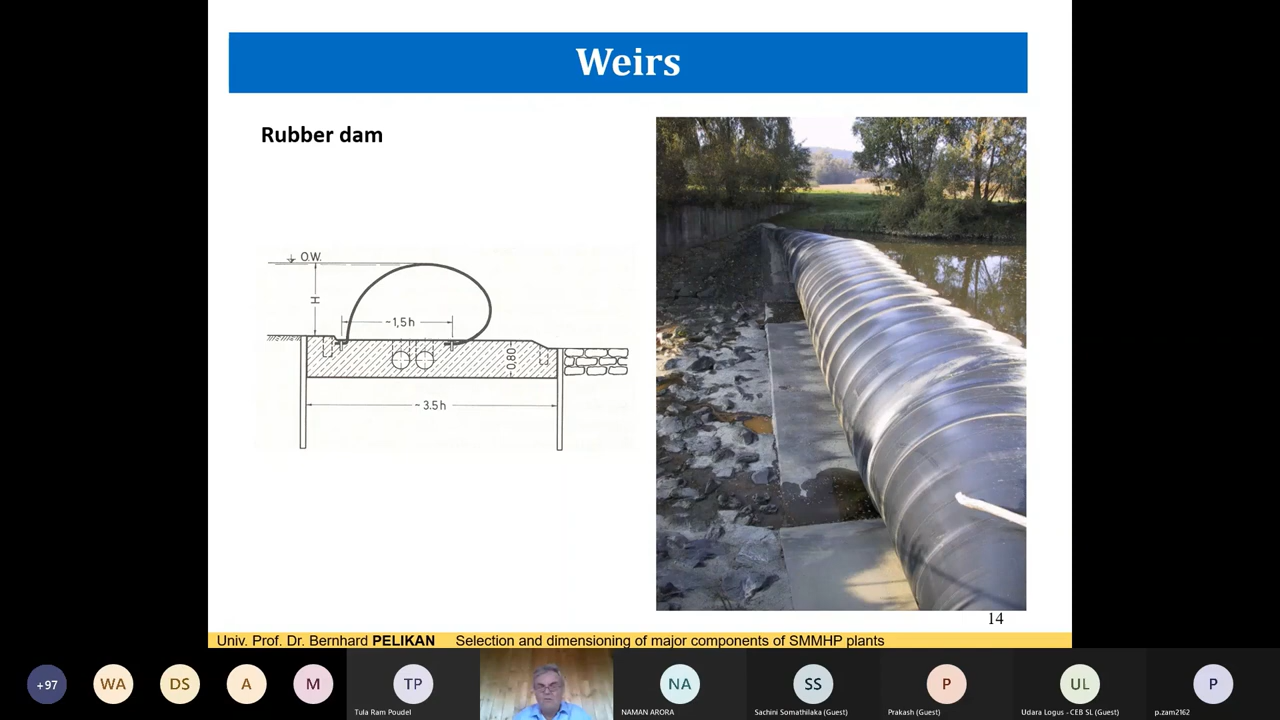 Weirs
Rubber dam
O.W.
H
~1,5h
0,80
~3.5h
14
Univ. Prof. Dr. Bernhard PELIKAN Selection and dimensioning of major components of SMMHP plants
+97
WA
DS
A
M
TP
NA
SS
P
UL
P
Tula Ram Poudel
NAMAN ARORA
Sachini Somathilaka (Guest)
Prakash (Guest)
Udara Logus - CEB SL (Guest)
p.zam2162